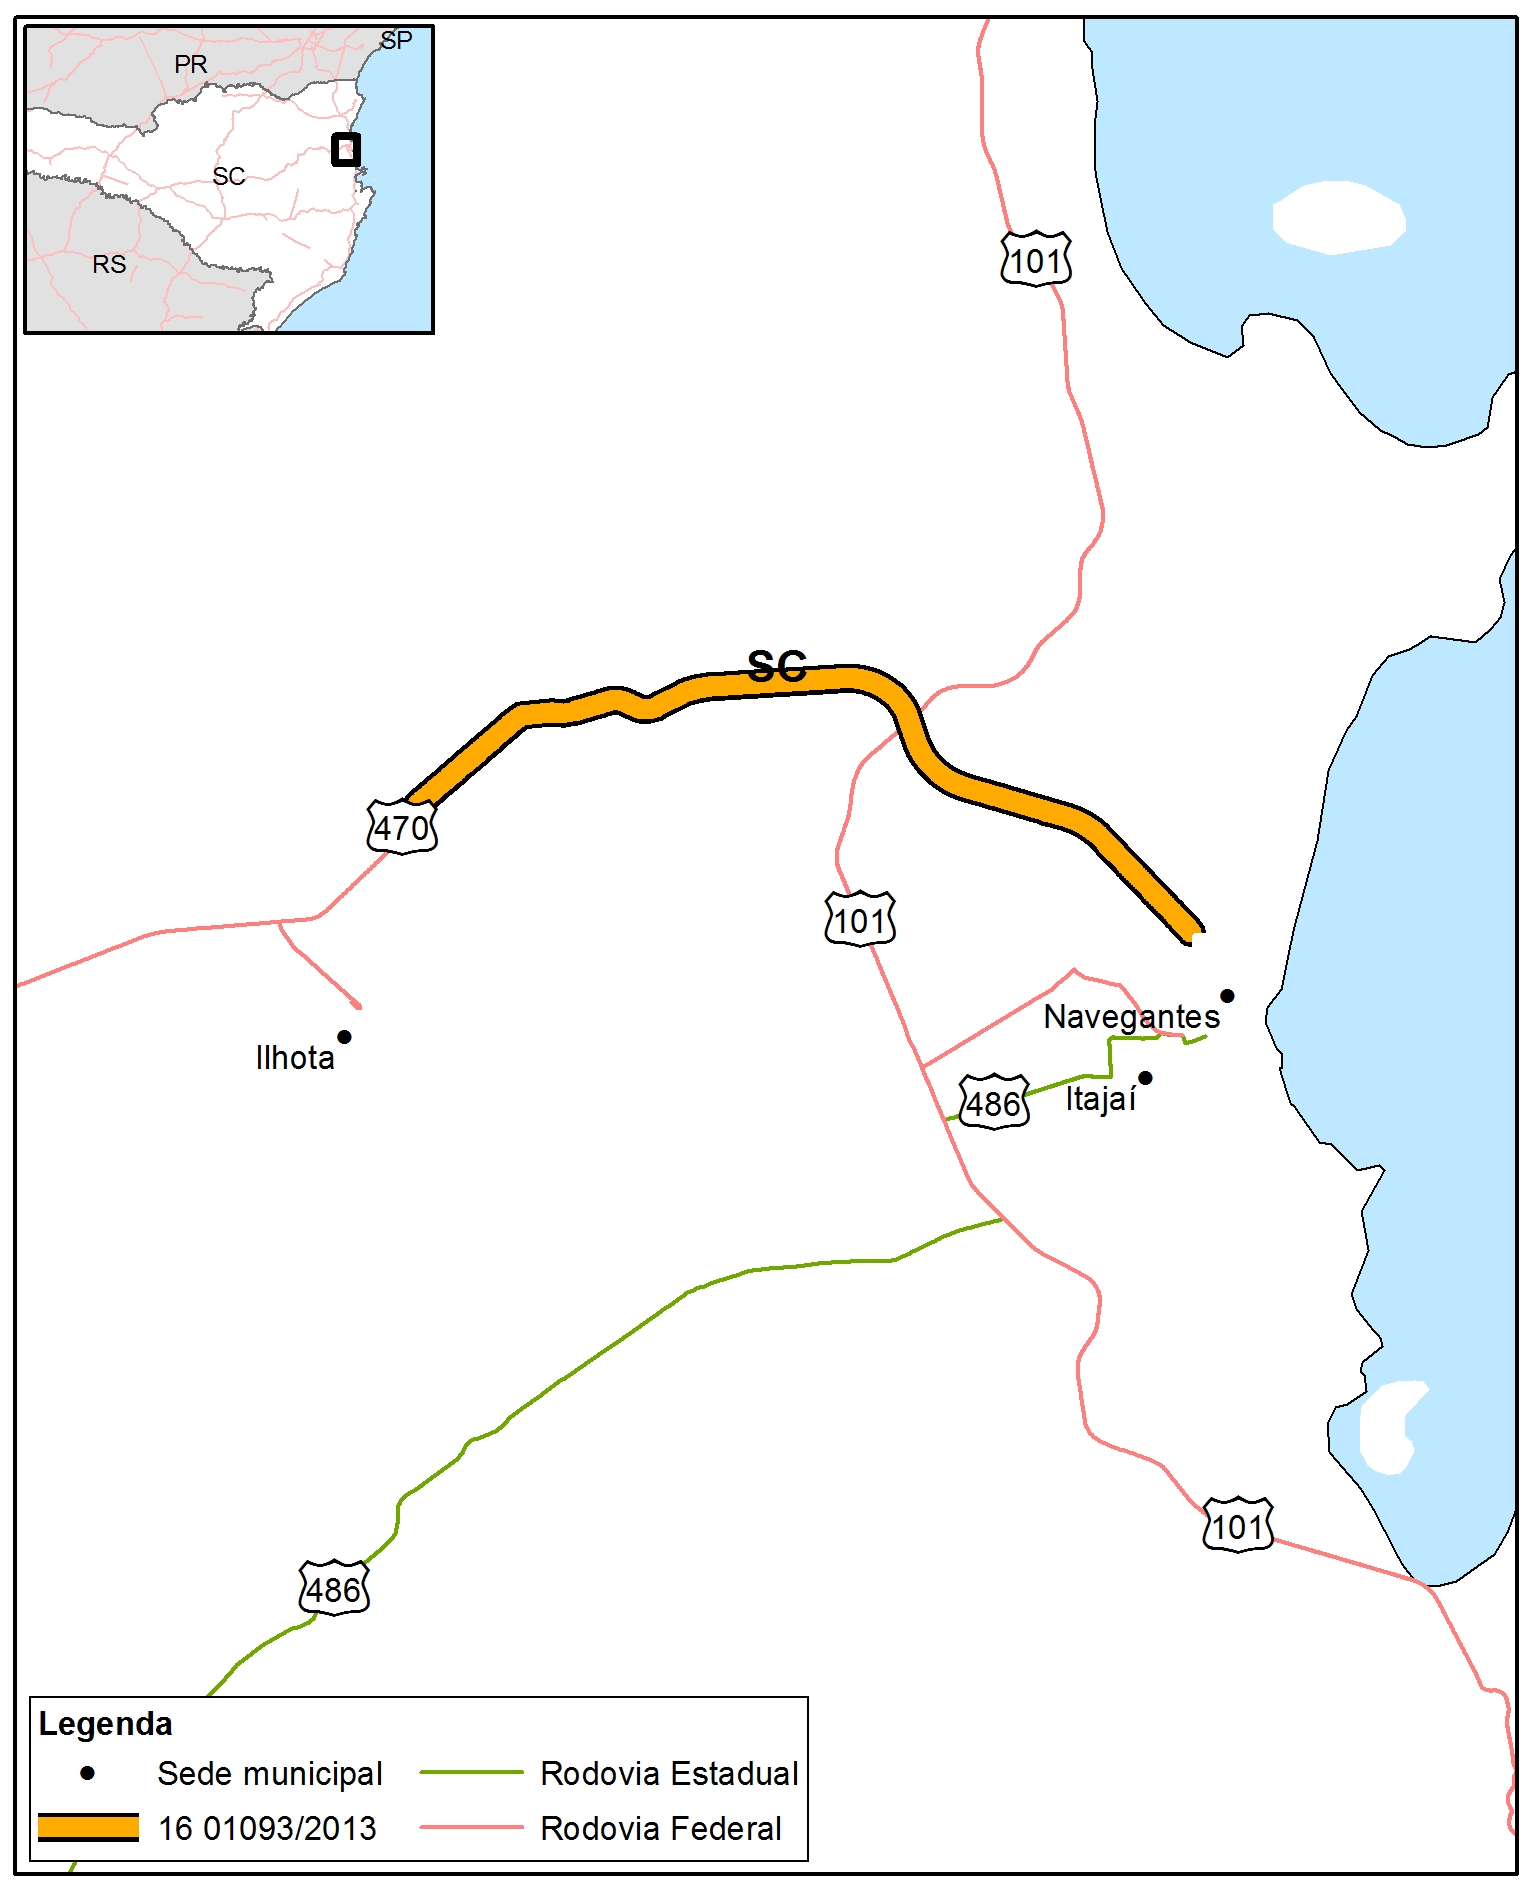 SP
PR
SC
RS
101
SC
470
101
Navegantes
Ilhota
486
Itajaí
101
486
Legenda
Sede municipal
Rodovia Estadual
16 01093/2013
Rodovia Federal